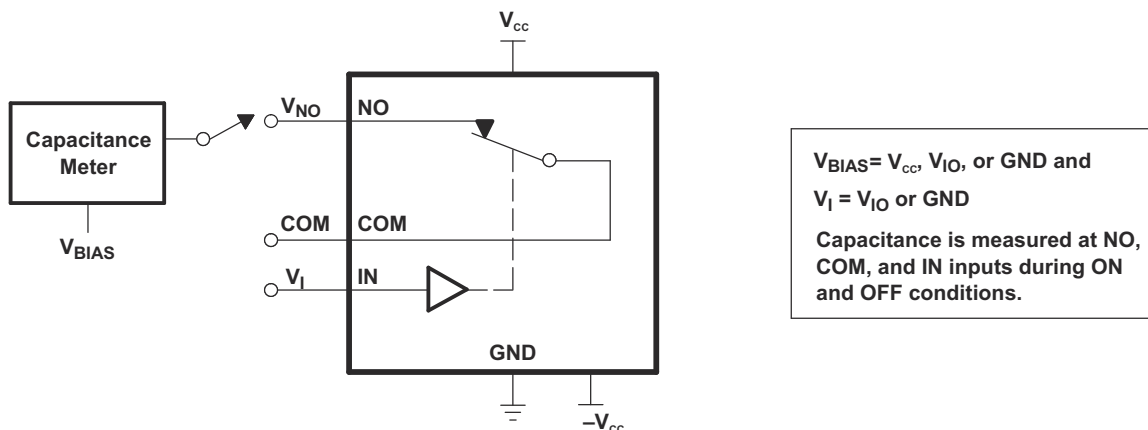 Vcc
VNO
NO
Capacitance
Meter
VBIAS
COM
COM
VI
IN
GND
–Vcc
VBIAS= Vcc, VIO, or GND and
VI = VIO or GND
Capacitance is measured at NO,
COM, and IN inputs during ON
and OFF conditions.